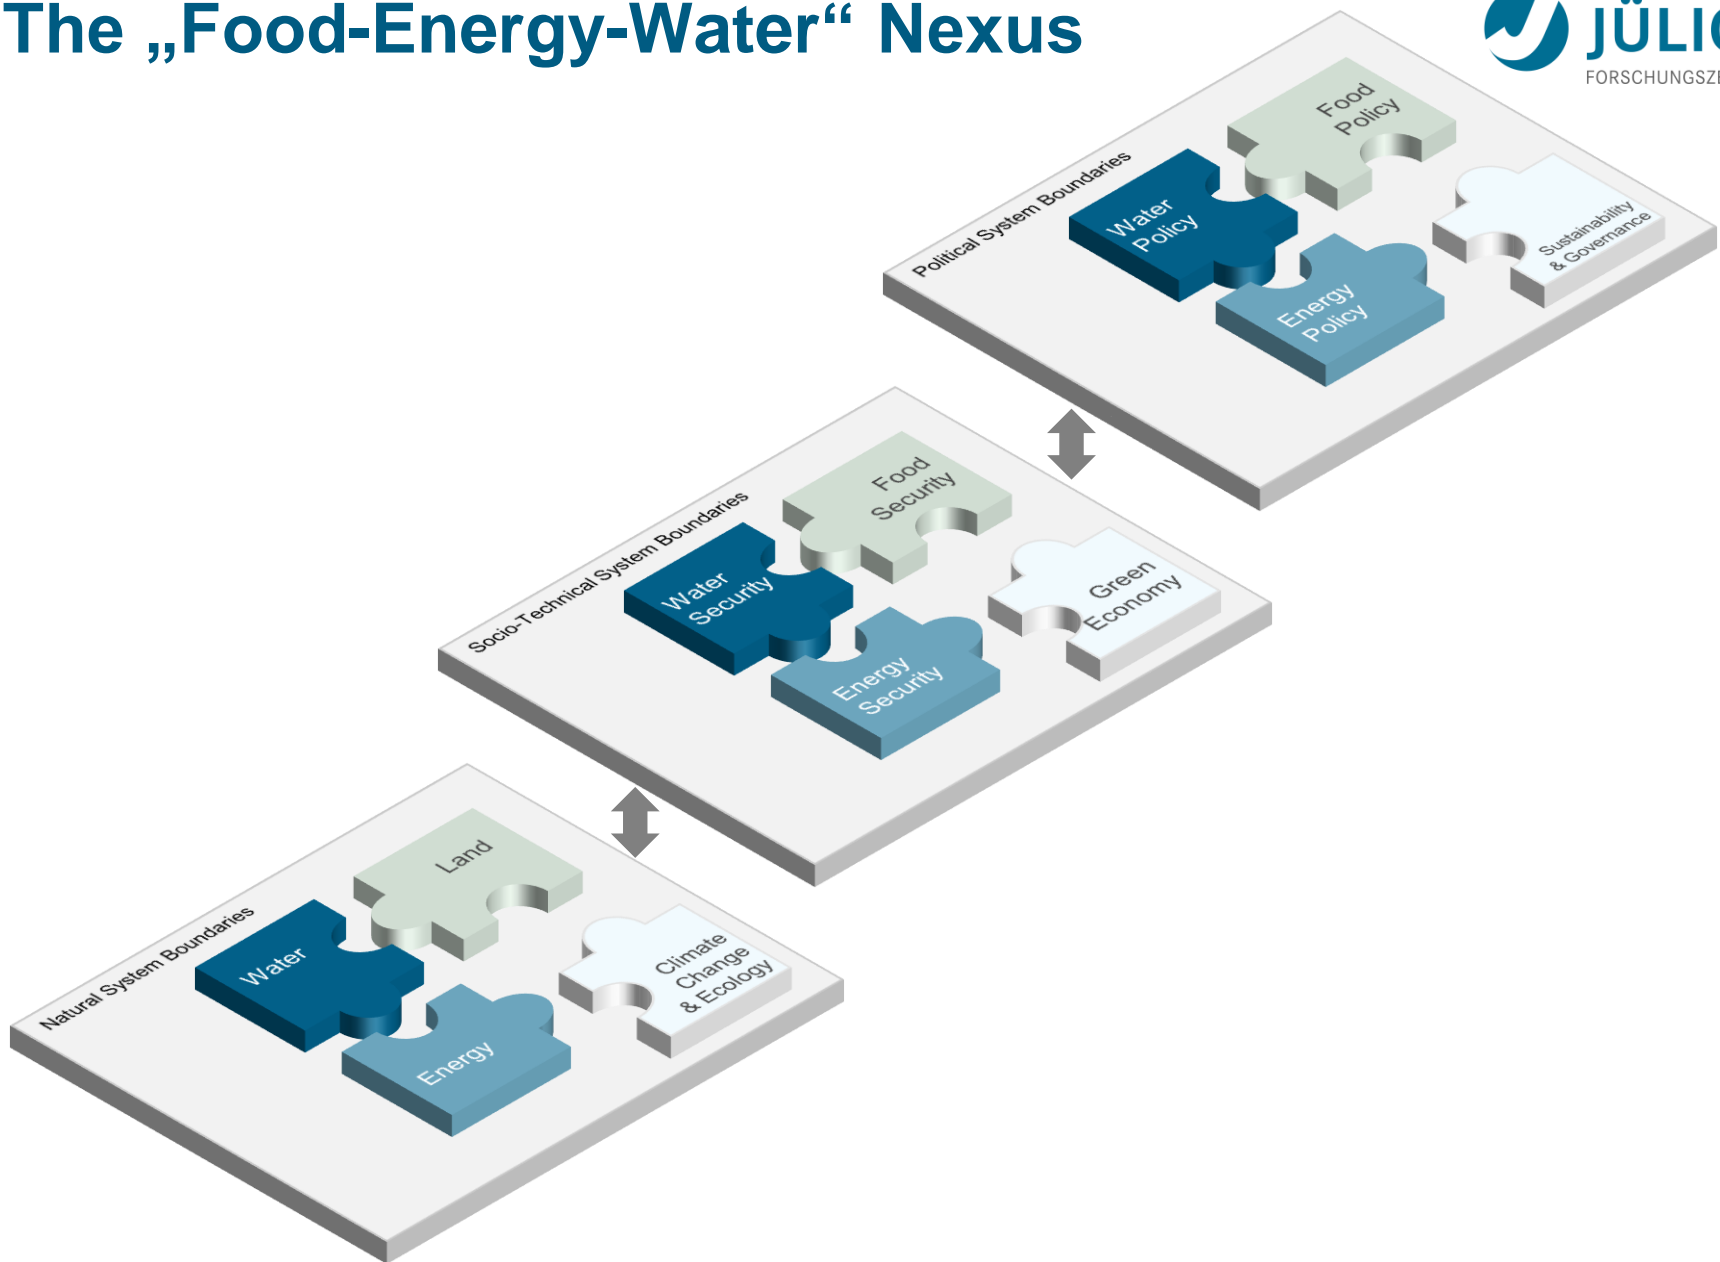 The „Food-Energy-Water“ Nexus
JÜLIC
FORSCHUNGSZE
Political System Boundaries
Food
Policy
Water
Policy
Sustainability
& Governance
Energy
Policy
Socio-Technical System Boundaries
Food
Security
Water
Security
Green
Economy
Energy
Security
Natural System Boundaries
Land
Water
Climate
Change
& Ecology
Energy